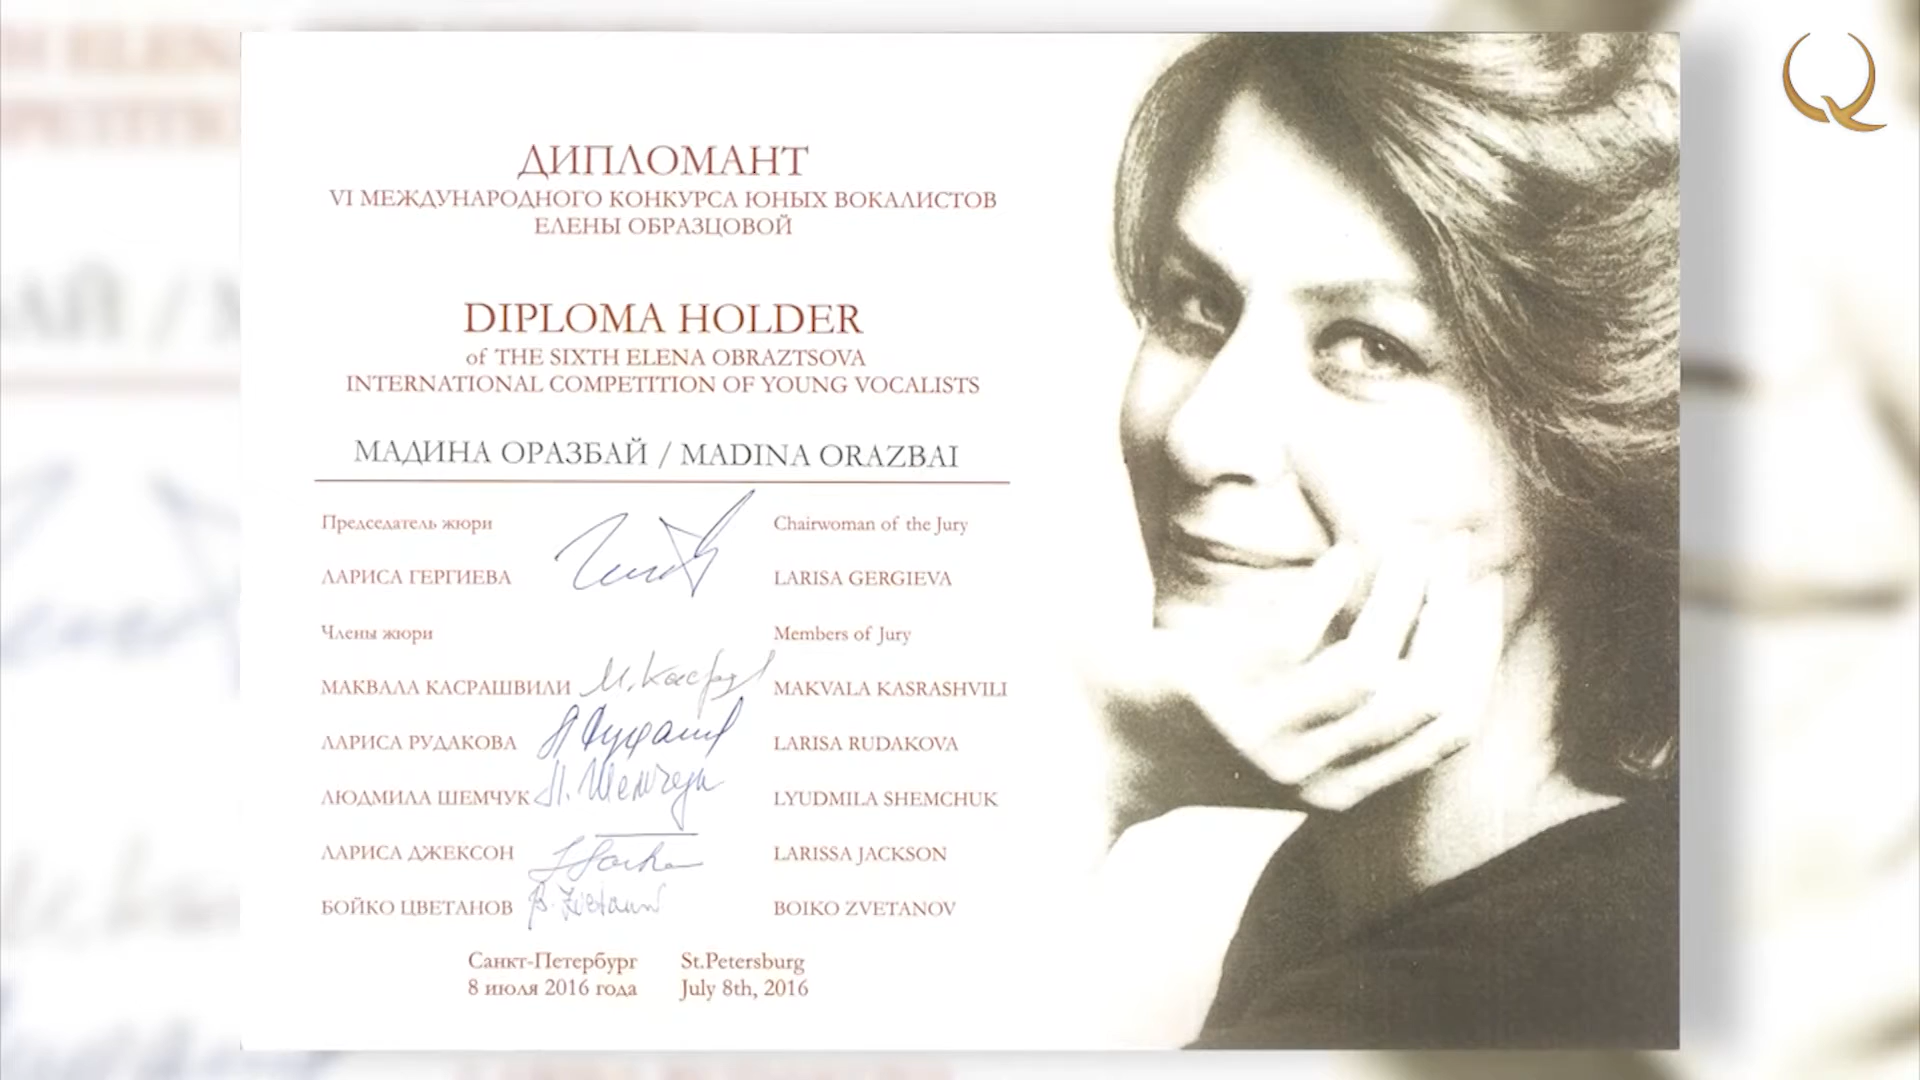 ДИПЛОМАНТ
VI МЕЖДУНАРОДНОГО КОНКУРСА ЮНЫХ ВОКАЛИСТОВ
ЕЛЕНЫ ОБРАЗЦОВОЙ
DIPLOMA HOLDER
of THE SIXTH ELENA OBRAZTSOVA
INTERNATIONAL COMPETITION OF YOUNG VOCALISTS
МАДИНА ОРАЗБАЙ / MADINA ORAZBAI
Председатель жюри Chairwoman of the Jury
ЛАРИСА ГЕРГИЕВА LARISA GERGIEVA
Члены жюри Members of Jury
МАКВАЛА КАСРАШВИЛИ MAKVALA KASRASHVILI
ЛАРИСА РУДАКОВА LARISA RUDAKOVA
ЛЮДМИЛА ШЕМЧУК Л. Шемчук LYUDMILA SHEMCHUK
ЛАРИСА ДЖЕКСОН LARISSA JACKSON
БОЙКО ЦВЕТАНОВ BOIKO ZVETANOV
Санкт-Петербург St.Petersburg
8 июля 2016 года July 8th, 2016